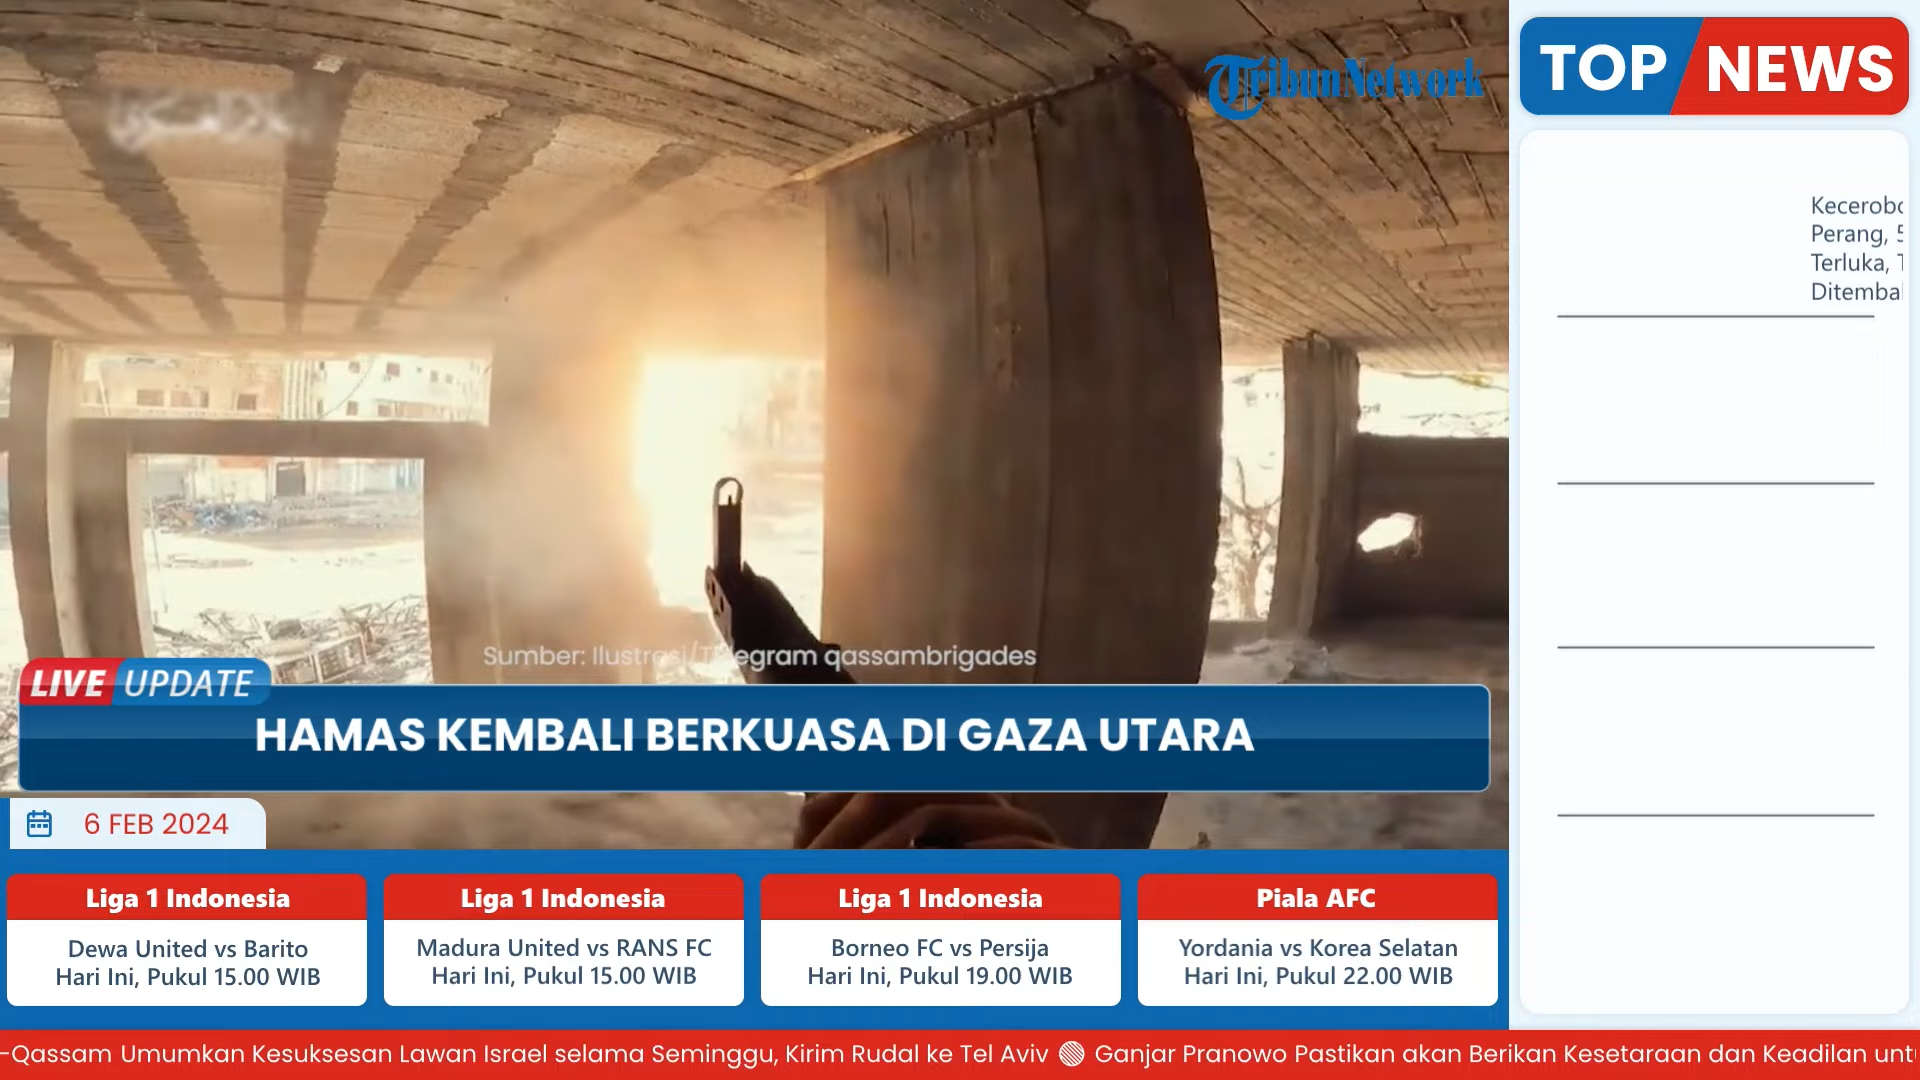 TribunNetwork
TOP NEWS
Perang,
Terluka,
Sumber: Ilustrasi/Telegram qassambrigades
LIVE UPDATE
HAMAS KEMBALI BERKUASA DI GAZA UTARA
6 FEB 2024
Liga 1 Indonesia
Dewa United vs Barito
Hari Ini, Pukul 15.00 WIB
Liga 1 Indonesia
Madura United vs RANS FC
Hari Ini, Pukul 15.00 WIB
Liga 1 Indonesia
Borneo FC vs Persija
Hari Ini, Pukul 19.00 WIB
Piala AFC
Yordania vs Korea Selatan
Hari Ini, Pukul 22.00 WIB
-Qassam Umumkan Kesuksesan Lawan Israel selama Seminggu, Kirim Rudal ke Tel Aviv Ganjar Pranowo Pastikan akan Berikan Kesetaraan dan Keadilan